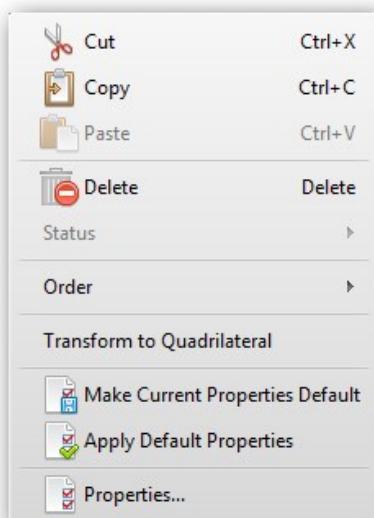 Cut Ctrl+X
Copy Ctrl+C
Paste Ctrl+V
Delete Delete
Status
Order
Transform to Quadrilateral
Make Current Properties Default
Apply Default Properties
Properties...